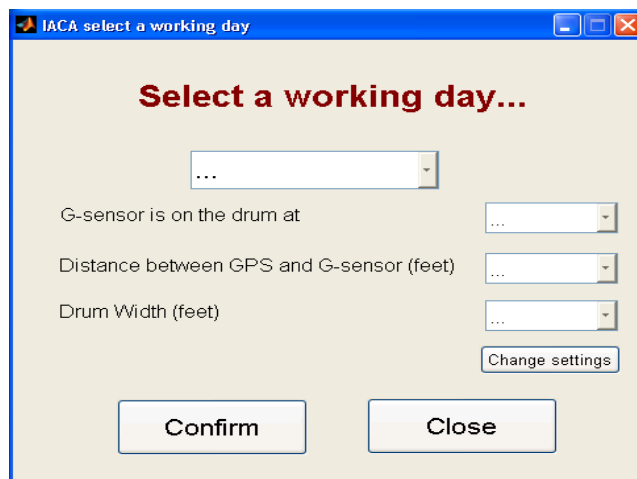 IACA select a working day
Select a working day...
...
G-sensor is on the drum at
...
Distance between GPS and G-sensor (feet)
...
Drum Width (feet)
...
Change settings
Confirm
Close